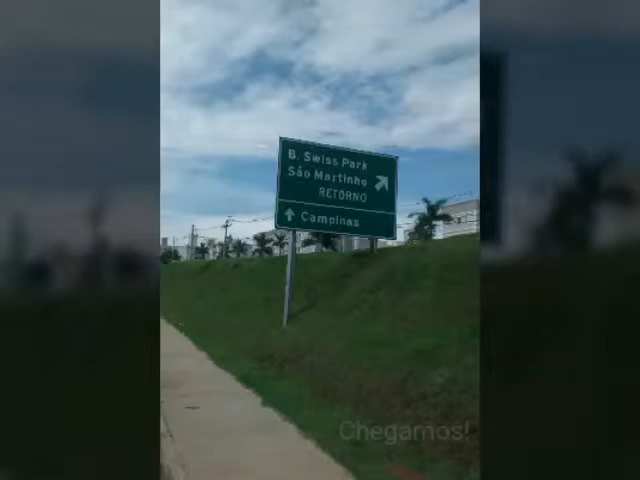 B. Swiss Park
São Martinho
RETORNO
Campinas
Chegamos!